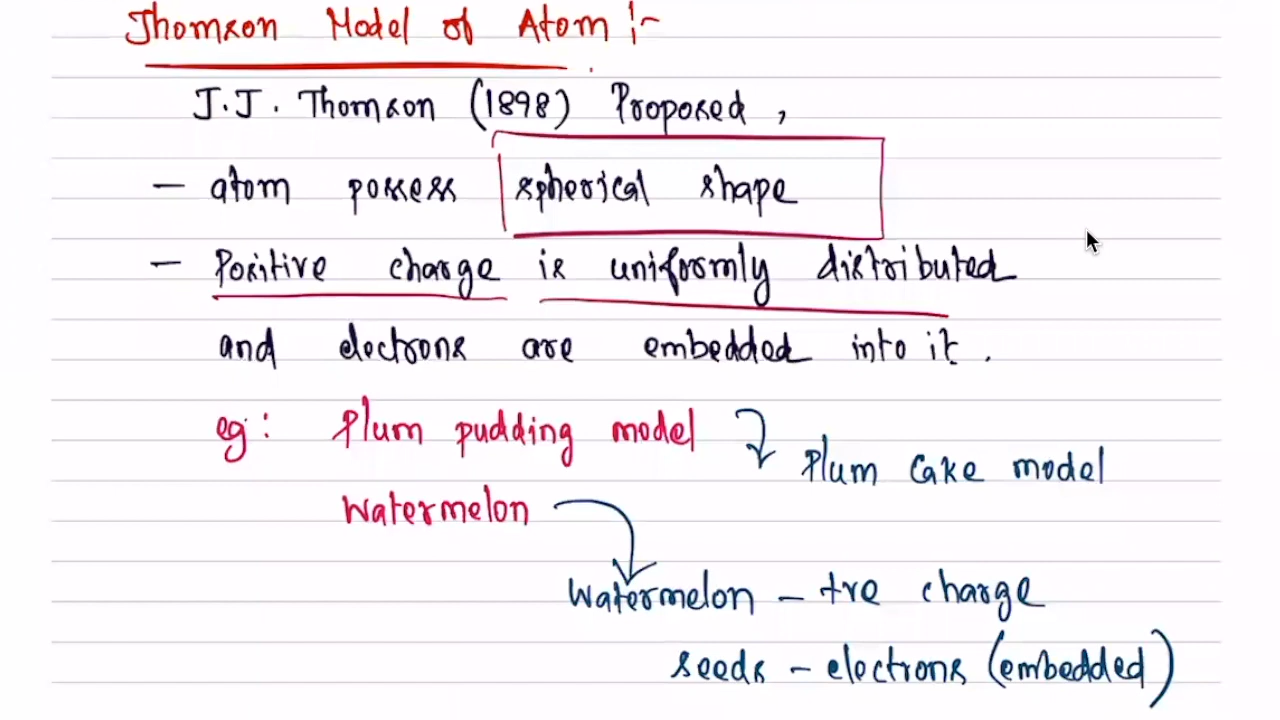 Thomson Model of Atom :-
J.J. Thomson (1898) Proposed,
- atom possess spherical shape
- Positive charge is uniformly distributed
and electrons are embedded into it.
eg: Plum pudding model
Plum Cake model
Watermelon
Watermelon - +ve charge
seeds - electrons (embedded)